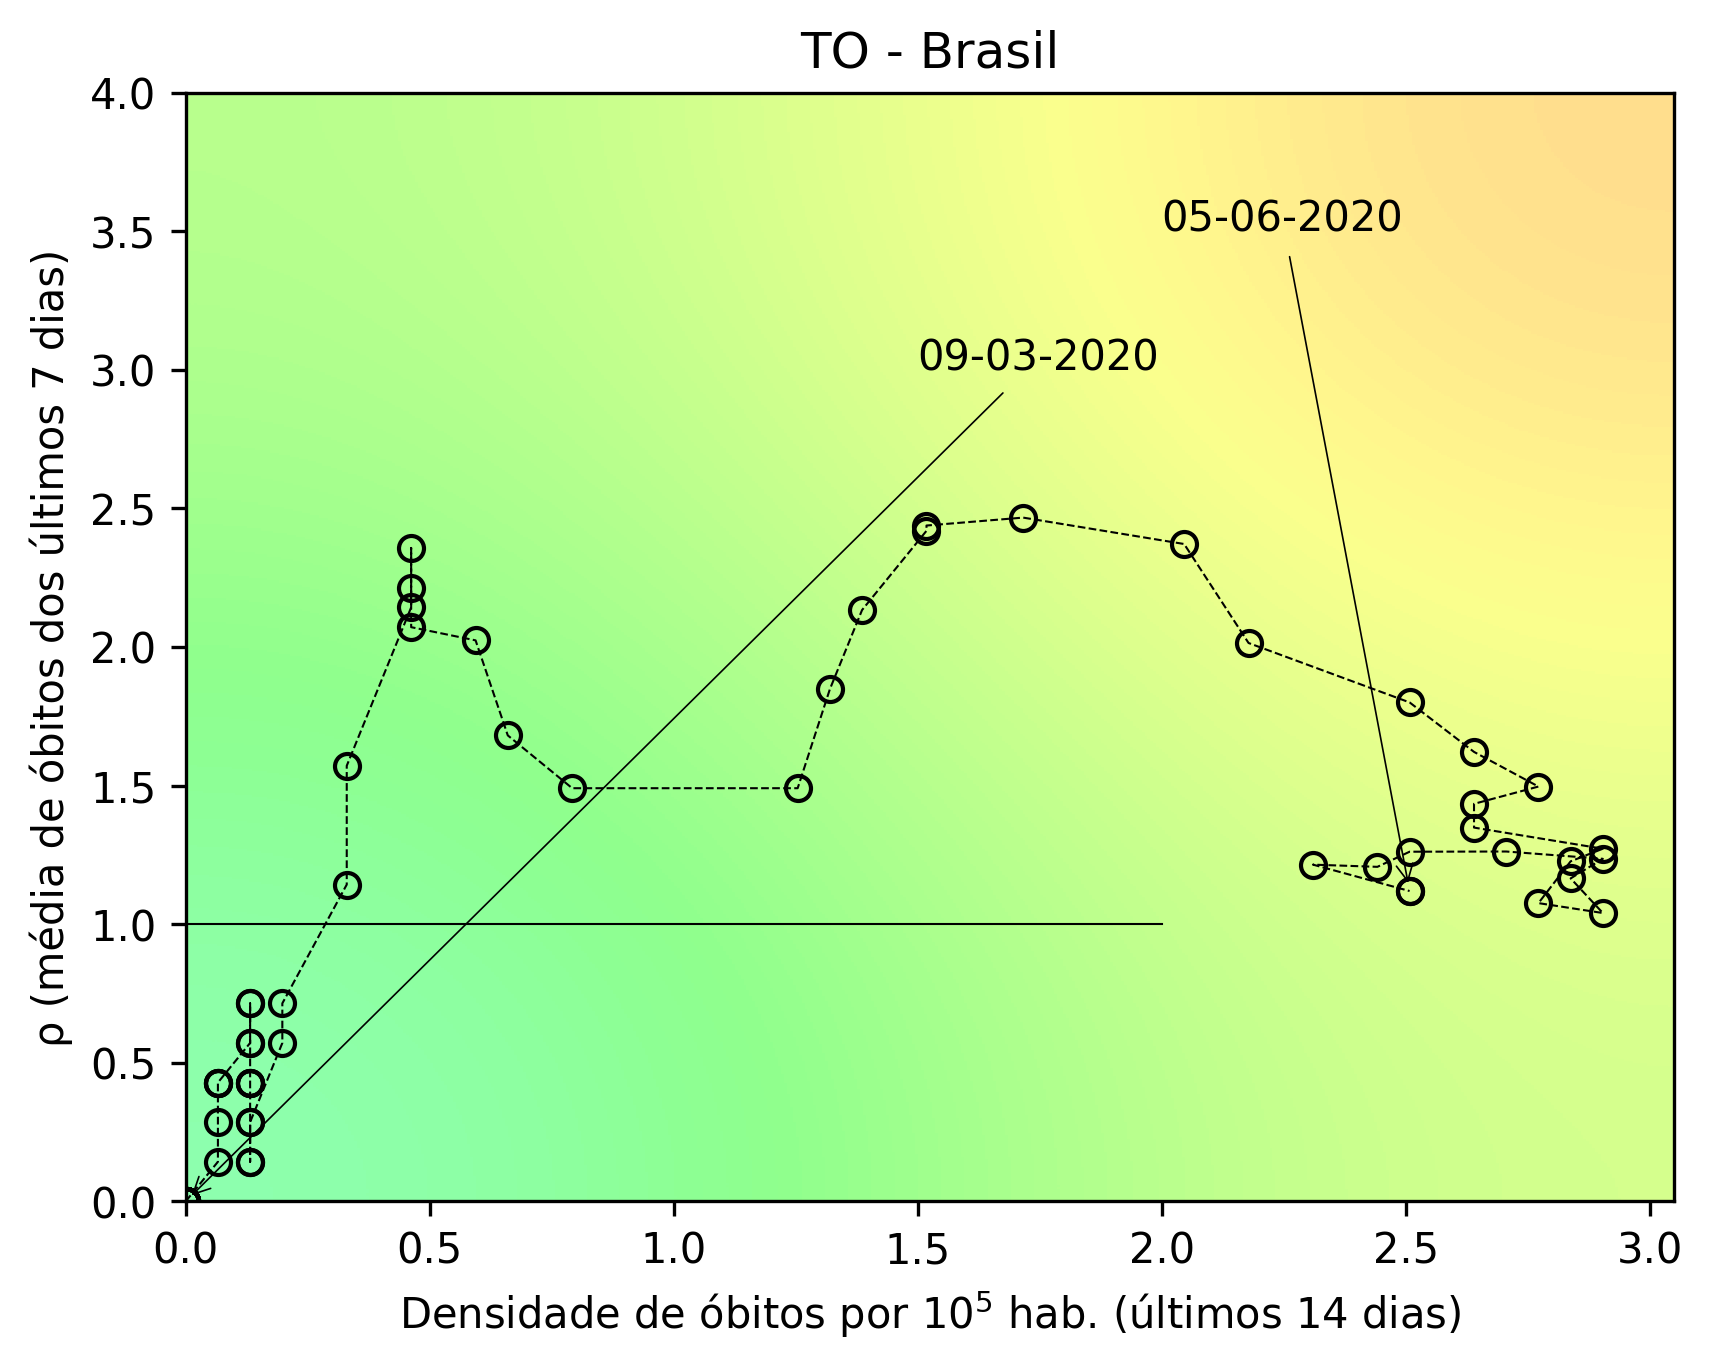 TO - Brasil
4.0
3.5
3.0
2.5
2.0
1.5
1.0
0.5
0.0
ρ (média de óbitos dos últimos 7 dias)
05-06-2020
09-03-2020
0.0 0.5 1.0 1.5 2.0 2.5 3.0
Densidade de óbitos por 10⁵ hab. (últimos 14 dias)